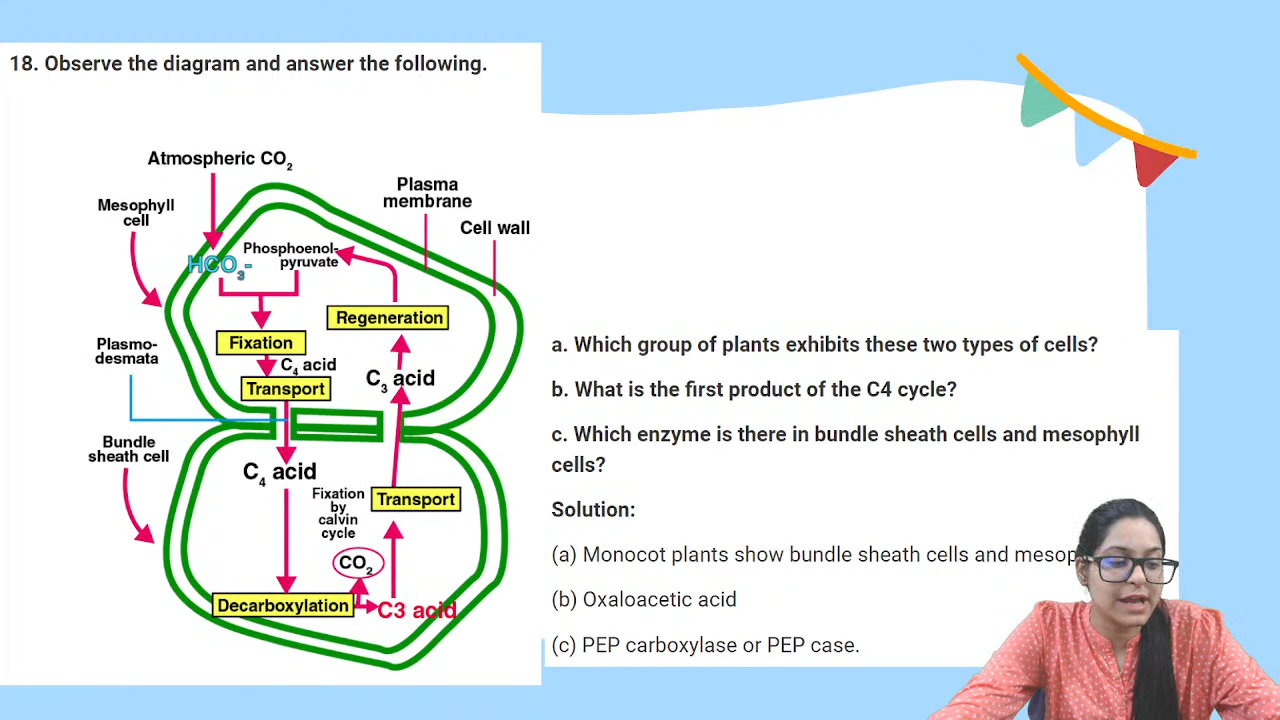 18. Observe the diagram and answer the following.
Atmospheric CO2
Plasma
membrane
Mesophyll
cell
Cell wall
HCO3-
Phosphoenol-
pyruvate
Regeneration
Fixation
Plasmo-
desmata
C4 acid
C3 acid
Transport
Bundle
sheath cell
C4 acid
Fixation
by
calvin
cycle
Transport
CO2
Decarboxylation
C3 acid
a. Which group of plants exhibits these two types of cells?
b. What is the first product of the C4 cycle?
c. Which enzyme is there in bundle sheath cells and mesophyll
cells?
Solution:
(a) Monocot plants show bundle sheath cells and
(b) Oxaloacetic acid
(c) PEP carboxylase or PEP case.